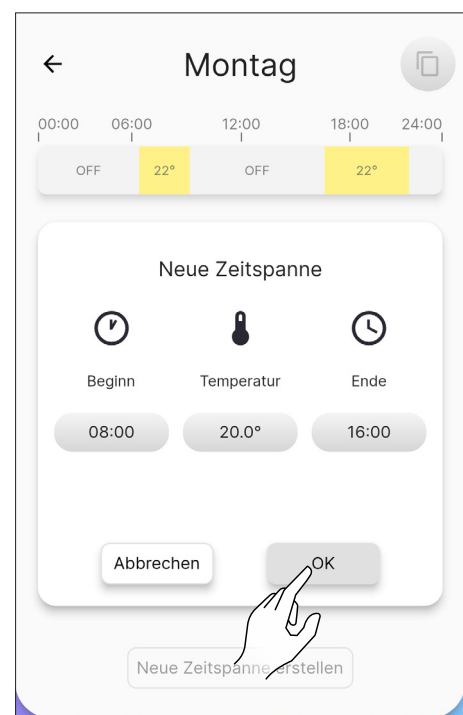 Montag
00:00 06:00 12:00 18:00 24:00
OFF 22° OFF 22°
Neue Zeitspanne
Beginn Temperatur Ende
08:00 20.0° 16:00
Abbrechen OK
Neue Zeitspanne erstellen